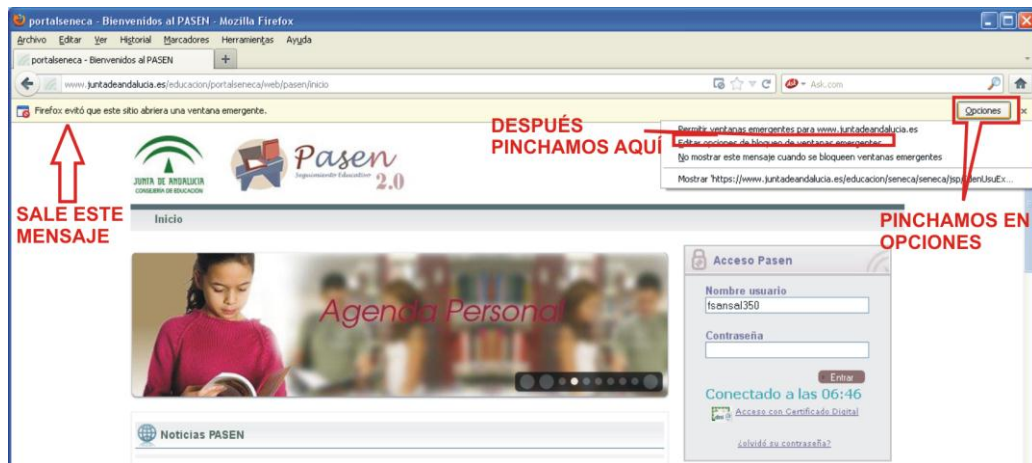 portalseneca - Bienvenidos al PASEN - Mozilla Firefox
Archivo Editar Ver Historial Marcadores Herramientas Ayuda
portalseneca - Bienvenidos al PASEN +
www.juntadeandalucia.es/educacion/portalseneca/web/pasen/inicio
Ask.com
Firefox evitó que este sitio abriera una ventana emergente.
Opciones
Permitir ventanas emergentes para www.juntadeandalucia.es
Editar opciones de bloqueo de ventanas emergentes...
No mostrar este mensaje cuando se bloqueen ventanas emergentes
Mostrar 'https://www.juntadeandalucia.es/educacion/seneca/seneca/jsp/
DESPUÉS
PINCHAMOS AQUÍ
JUNTA DE ANDALUCIA
CONSEJERÍA DE EDUCACIÓN
Pasen
Seguimiento Educativo
2.0
SALE ESTE
MENSAJE
PINCHAMOS EN
OPCIONES
Inicio
Agenda Personal
Acceso Pasen
Nombre usuario
fsansal350
Contraseña
Entrar
Conectado a las 06:46
Acceso con Certificado Digital
¿olvidó su contraseña?
Noticias PASEN